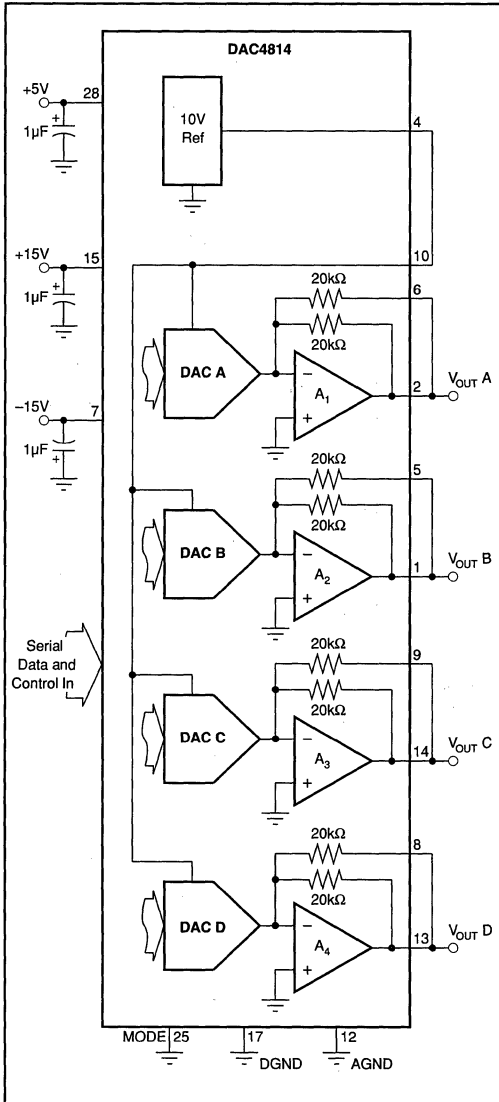 DAC4814
+5V
28
+
1µF
10V
Ref
4
+15V
15
+
1µF
10
20kΩ
6
20kΩ
DAC A
–
A1
+
2
VOUT A
–15V
7
1µF
+
20kΩ
5
20kΩ
DAC B
–
A2
+
1
VOUT B
Serial
Data and
Control In
20kΩ
9
20kΩ
DAC C
–
A3
+
14
VOUT C
20kΩ
8
20kΩ
DAC D
–
A4
+
13
VOUT D
MODE 25
17
DGND
12
AGND